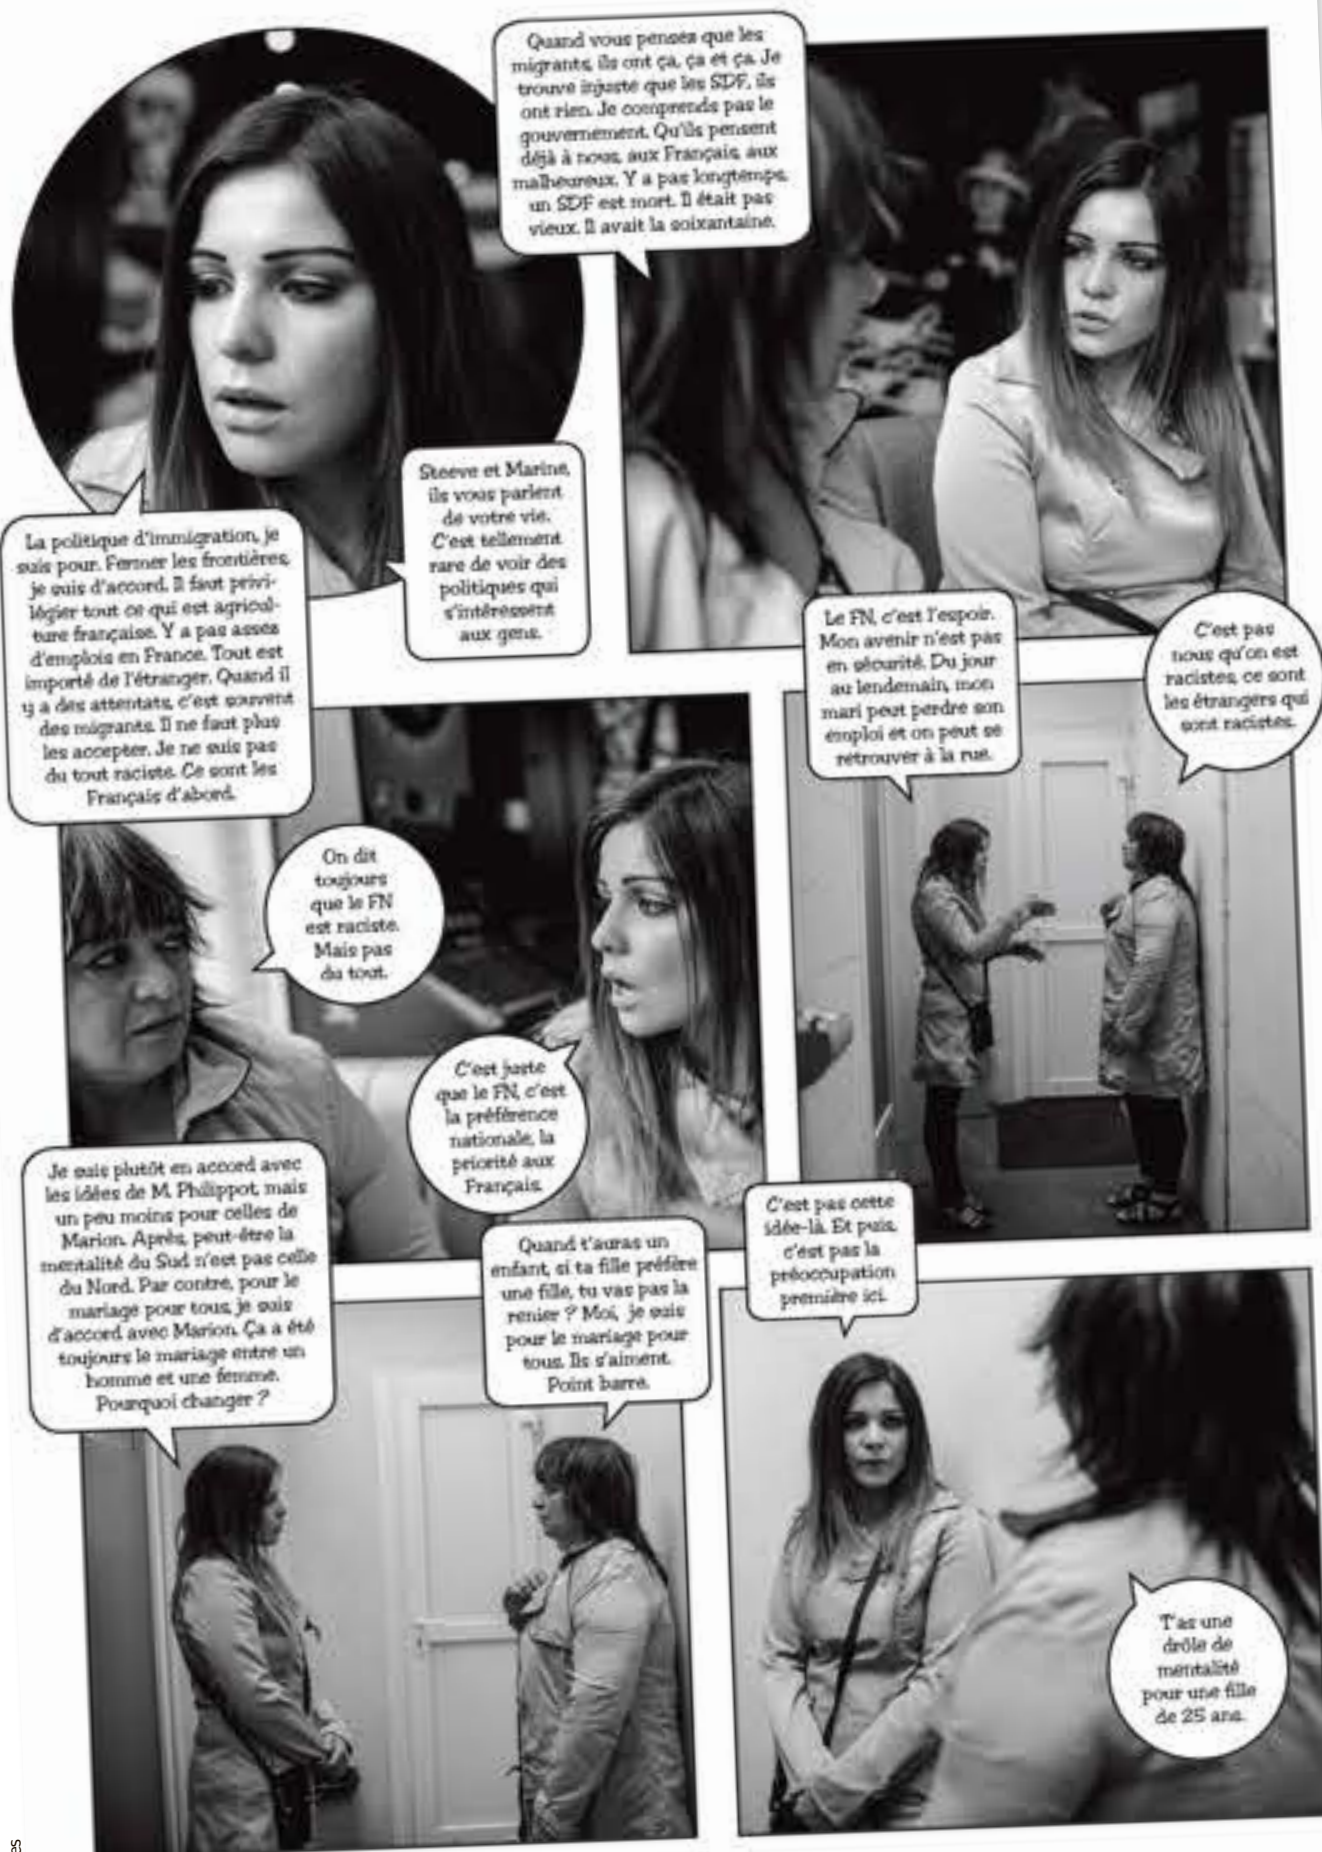 La politique d'immigration, je
suis pour. Fermer les frontières,
je suis d'accord. Il faut privi-
légier tout ce qui est agricul-
ture française. Y a pas assez
d'emplois en France. Tout est
importé de l'étranger. Quand il
y a des attentats, c'est souvent
des migrants. Il ne faut plus
les accepter. Je ne suis pas
du tout raciste. Ce sont les
Français d'abord.
Steeve et Marine,
ils vous parlent
de votre vie.
C'est tellement
rare de voir des
politiques qui
s'intéressent
aux gens.
Quand vous pensez que les
migrants, ils ont ça, ça et ça. Je
trouve injuste que les SDF, ils
ont rien. Je comprends pas le
gouvernement. Qu'ils pensent
déjà à nous, aux Français, aux
malheureux. Y a pas longtemps,
un SDF est mort. Il était pas
vieux. Il avait la soixantaine.
On dit
toujours
que le FN
est raciste.
Mais pas
du tout.
C'est juste
que le FN, c'est
la préférence
nationale, la
priorité aux
Français.
Le FN, c'est l'espoir.
Mon avenir n'est pas
en sécurité. Du jour
au lendemain, mon
mari peut perdre son
emploi et on peut se
retrouver à la rue.
C'est pas
nous qu'on est
racistes, ce sont
les étrangers qui
sont racistes.
Je suis plutôt en accord avec
les idées de M. Philippot, mais
un peu moins pour celles de
Marion. Après, peut-être la
mentalité du Sud n'est pas celle
du Nord. Par contre, pour le
mariage pour tous, je suis
d'accord avec Marion. Ça a été
toujours le mariage entre un
homme et une femme.
Pourquoi changer ?
Quand t'auras un
enfant, si ta fille préfère
une fille, tu vas pas la
renier ? Moi, je suis
pour le mariage pour
tous. Ils s'aiment.
Point barre.
C'est pas cette
idée-là. Et puis,
c'est pas la
préoccupation
première ici.
T'as une
drôle de
mentalité
pour une fille
de 25 ans.